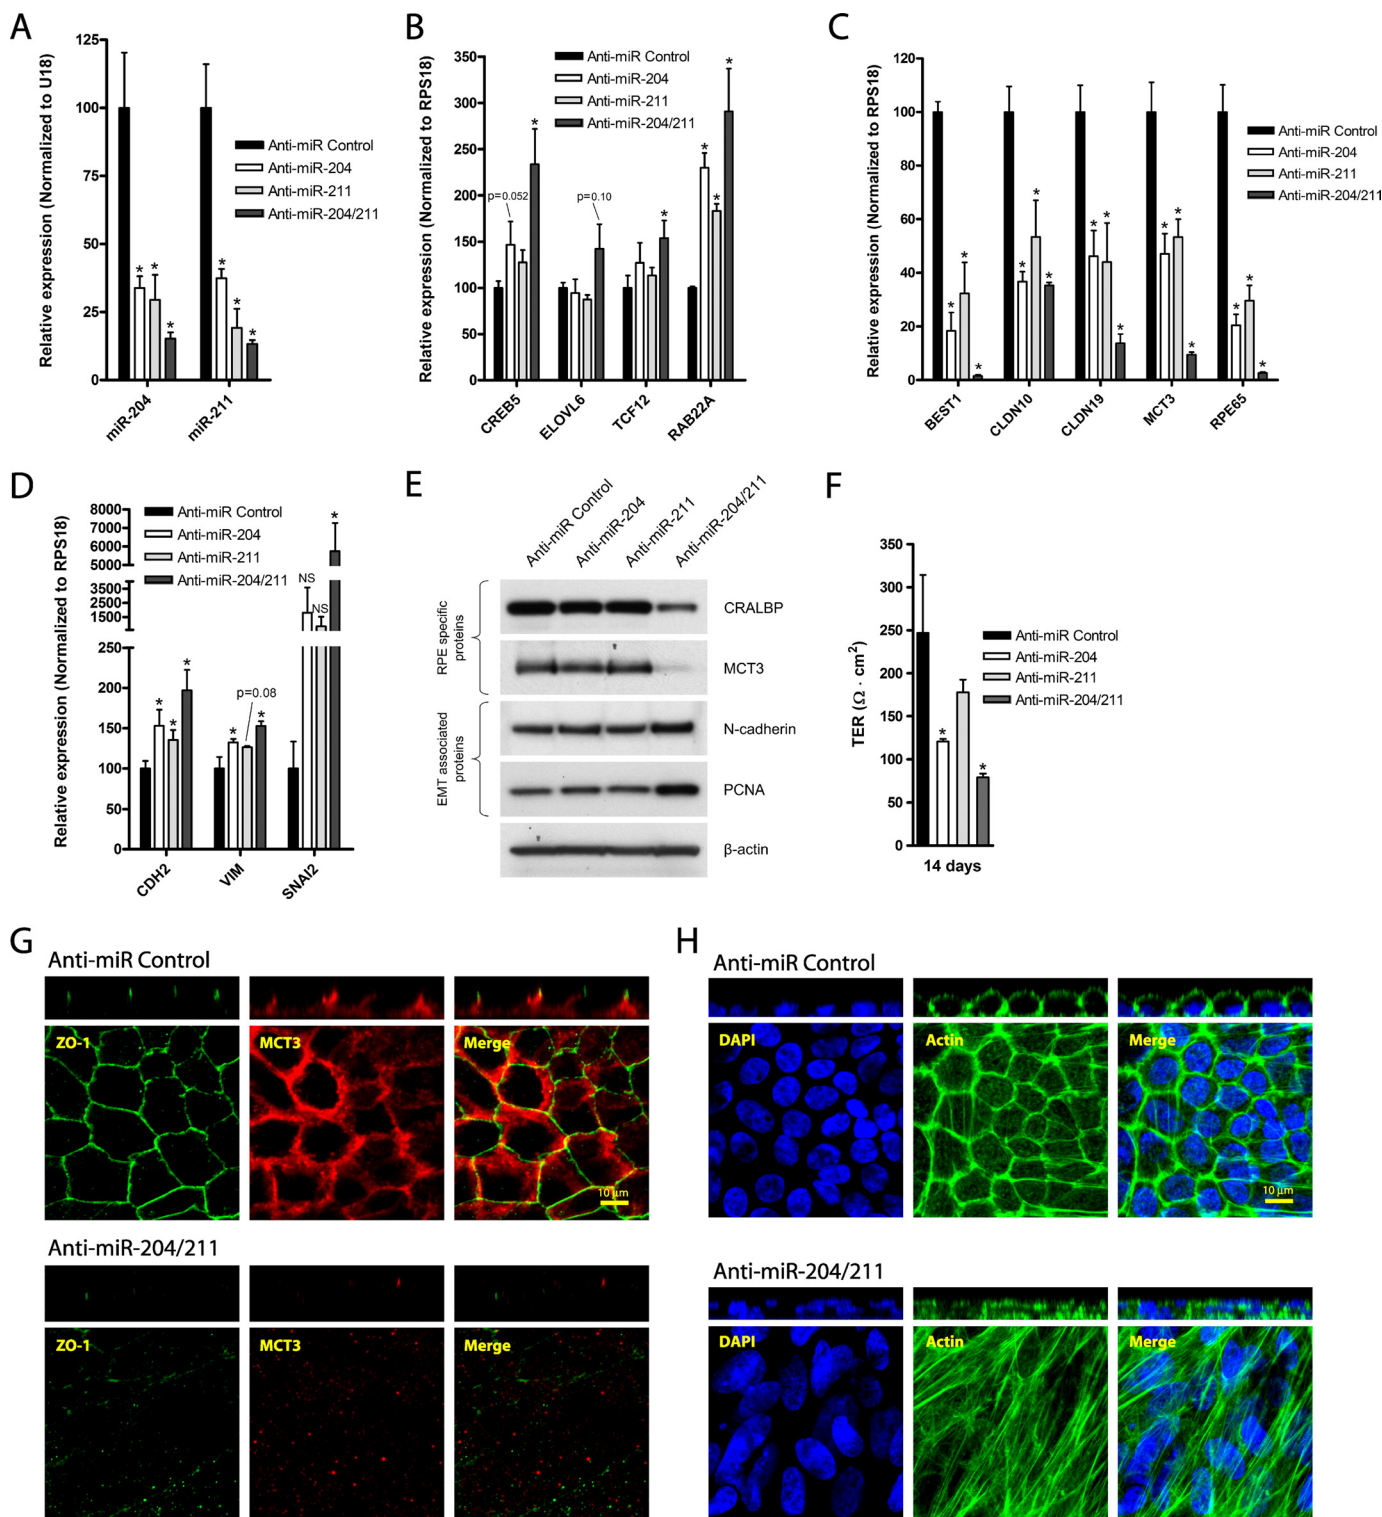 A
Relative expression (Normalized to U18)
125
100
75
50
25
0
Anti-miR Control
Anti-miR-204
Anti-miR-211
Anti-miR-204/211
* * *
* * *
miR-204
miR-211
B
Relative expression (Normalized to RPS18)
350
300
250
200
150
100
50
0
Anti-miR Control
Anti-miR-204
Anti-miR-211
Anti-miR-204/211
p=0.052
*
p=0.10
*
* * *
CREB5
ELOVL6
TCF12
RAB22A
C
Relative expression (Normalized to RPS18)
120
100
80
60
40
20
0
Anti-miR Control
Anti-miR-204
Anti-miR-211
Anti-miR-204/211
* * *
* * *
* * *
* * *
* * *
BEST1
CLDN10
CLDN19
MCT3
RPE65
D
Relative expression (Normalized to RPS18)
8000
7000
6000
5000
3500
2500
1500
250
200
150
100
50
0
Anti-miR Control
Anti-miR-204
Anti-miR-211
Anti-miR-204/211
* * *
* p=0.08 *
NS NS *
CDH2
VIM
SNAI2
E
Anti-miR Control
Anti-miR-204
Anti-miR-211
Anti-miR-204/211
RPE specific
proteins
EMT associated
proteins
CRALBP
MCT3
N-cadherin
PCNA
β-actin
F
TER (Ω · cm²)
350
300
250
200
150
100
50
0
Anti-miR Control
Anti-miR-204
Anti-miR-211
Anti-miR-204/211
* *
14 days
G
Anti-miR Control
ZO-1
MCT3
Merge
10 μm
Anti-miR-204/211
ZO-1
MCT3
Merge
H
Anti-miR Control
DAPI
Actin
Merge
10 μm
Anti-miR-204/211
DAPI
Actin
Merge